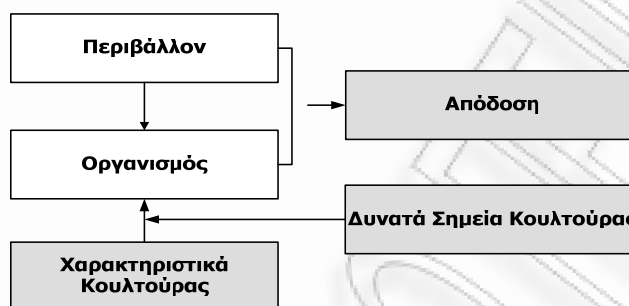 Περιβάλλον
Απόδοση
Οργανισμός
Δυνατά Σημεία Κουλτούρας
Χαρακτηριστικά
Κουλτούρας